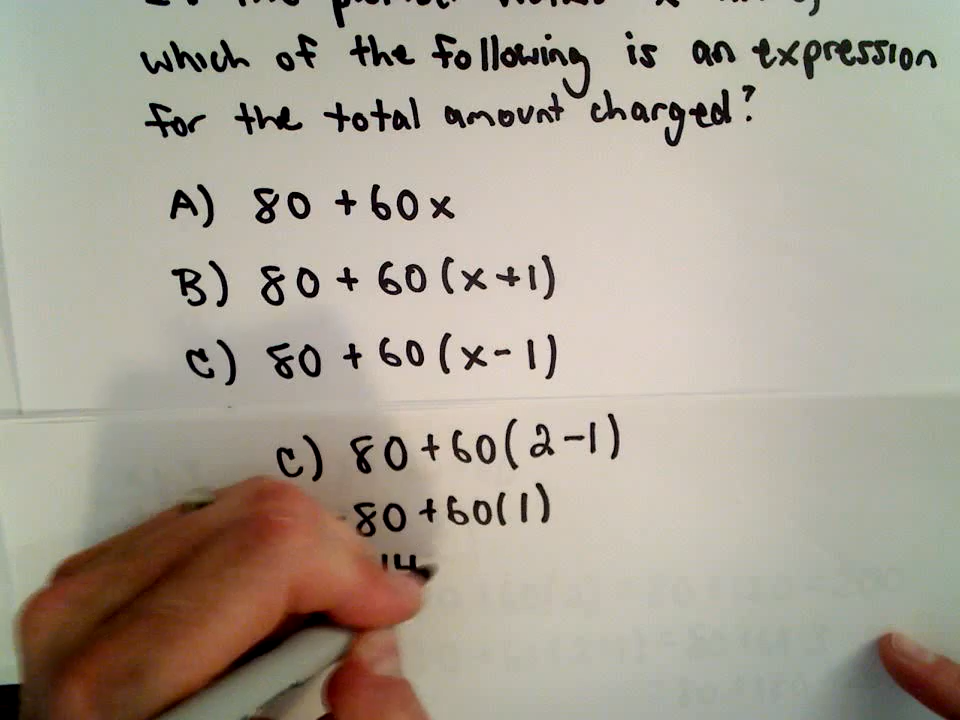 which of the following is an expression
for the total amount charged?
A) 80 + 60x
B) 80 + 60(x+1)
C) 80 + 60(x-1)
C) 80+60(2-1)
80+60(1)
14